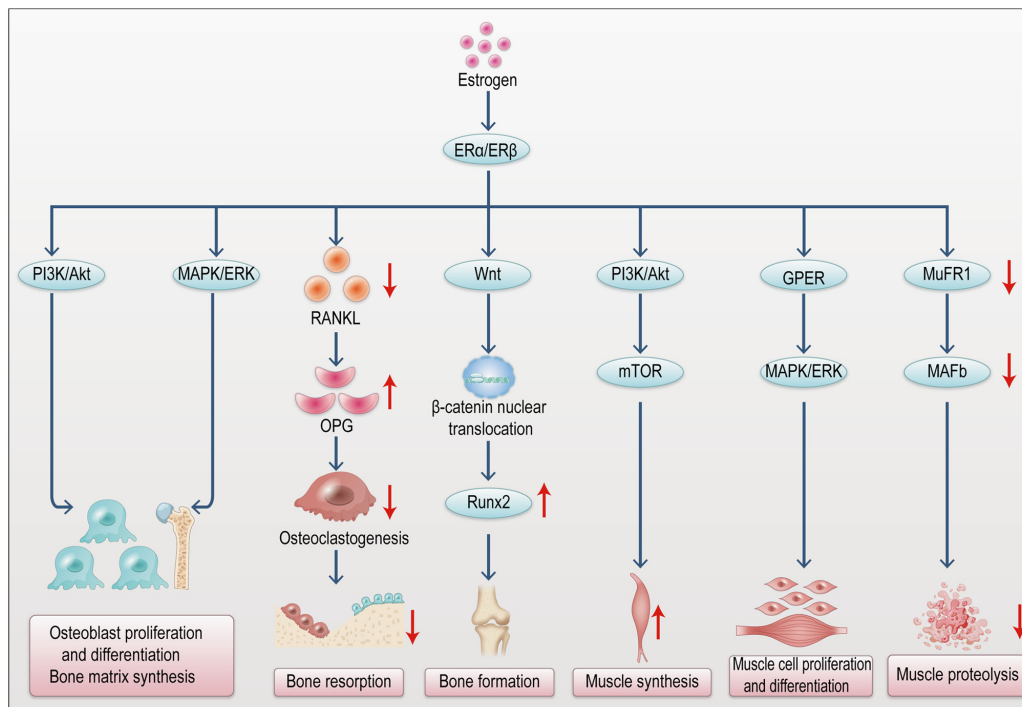 Estrogen
ERα/ERβ
PI3K/Akt
MAPK/ERK
RANKL
OPG
Osteoclastogenesis
Wnt
β-catenin nuclear
translocation
Runx2
PI3K/Akt
mTOR
GPER
MAPK/ERK
MuFR1
MAFb
Osteoblast proliferation
and differentiation
Bone matrix synthesis
Bone resorption
Bone formation
Muscle synthesis
Muscle cell proliferation
and differentiation
Muscle proteolysis